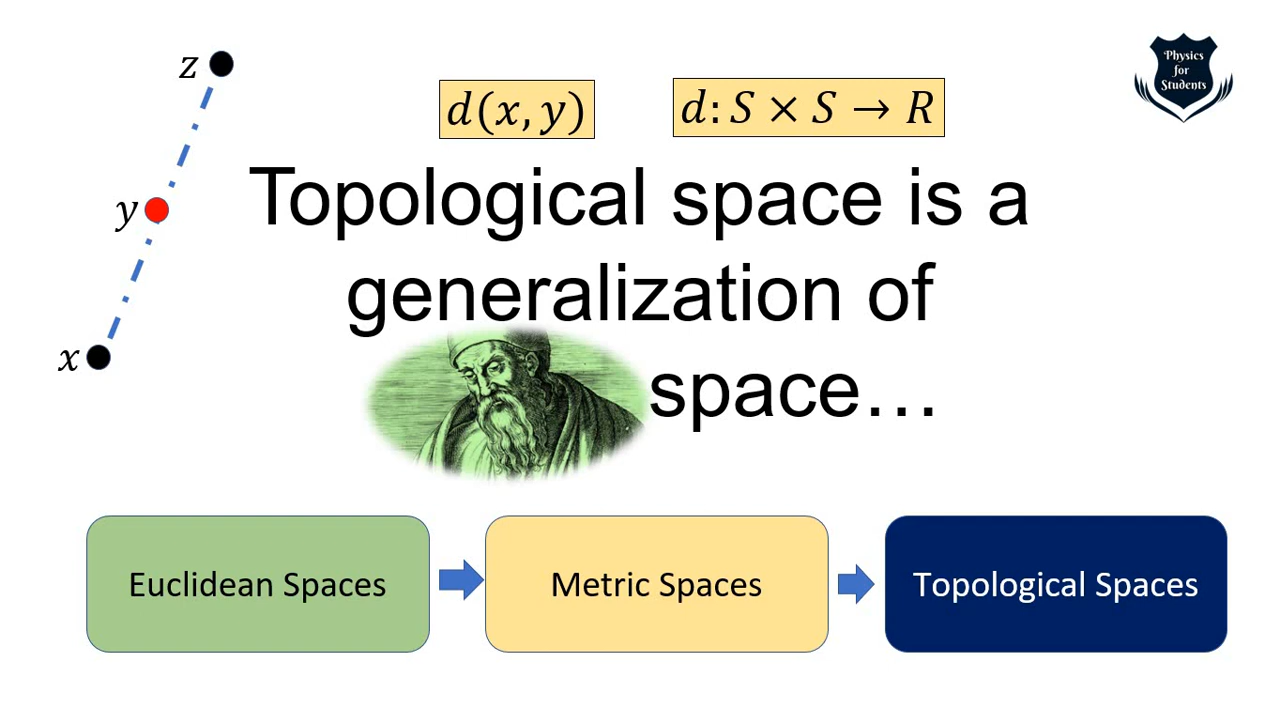 z
d(x, y)
d: S × S → R
Physics
for
Students
Topological space is a
y
generalization of
x
space…
Euclidean Spaces
Metric Spaces
Topological Spaces